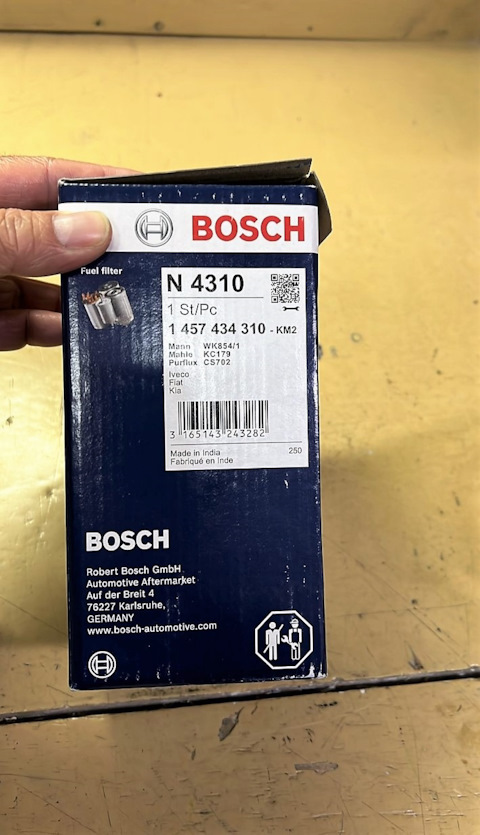 BOSCH
Fuel filter
N 4310
1 St/Pc
1 457 434 310 - KM2
Mann WK854/1
Mahle KC179
Purflux CS702
Iveco
Fiat
Kia
3 165143 243282
Made in India 250
Fabriqué en Inde
BOSCH
Robert Bosch GmbH
Automotive Aftermarket
Auf der Breit 4
76227 Karlsruhe,
GERMANY
www.bosch-automotive.com